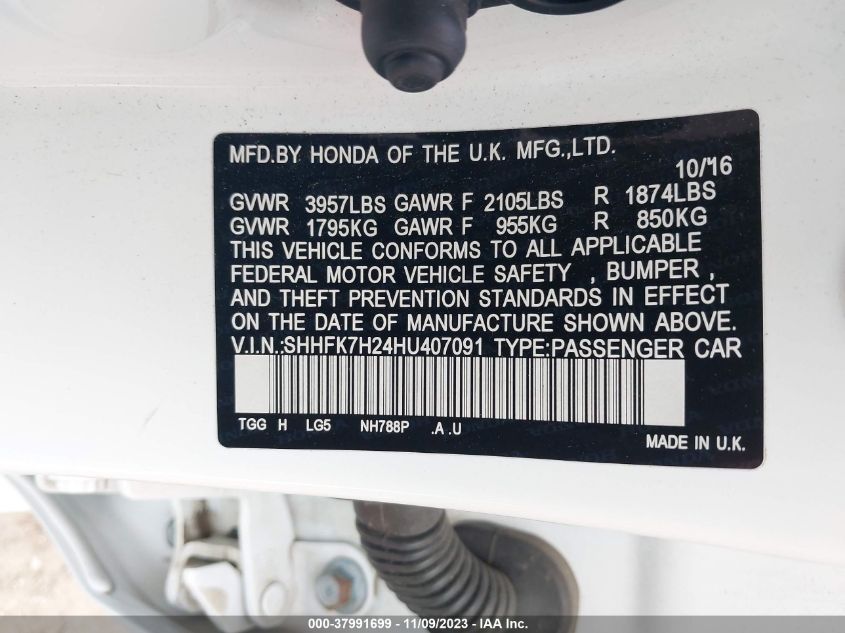 MFD.BY HONDA OF THE U.K. MFG.,LTD.
10/16
GVWR 3957LBS GAWR F 2105LBS R 1874LBS
GVWR 1795KG GAWR F 955KG R 850KG
THIS VEHICLE CONFORMS TO ALL APPLICABLE
FEDERAL MOTOR VEHICLE SAFETY , BUMPER ,
AND THEFT PREVENTION STANDARDS IN EFFECT
ON THE DATE OF MANUFACTURE SHOWN ABOVE.
V.I.N.:SHHFK7H24HU407091 TYPE:PASSENGER CAR
TGG H LG5 NH788P .A .U
MADE IN U.K.
000-37991699 - 11/09/2023 - IAA Inc.